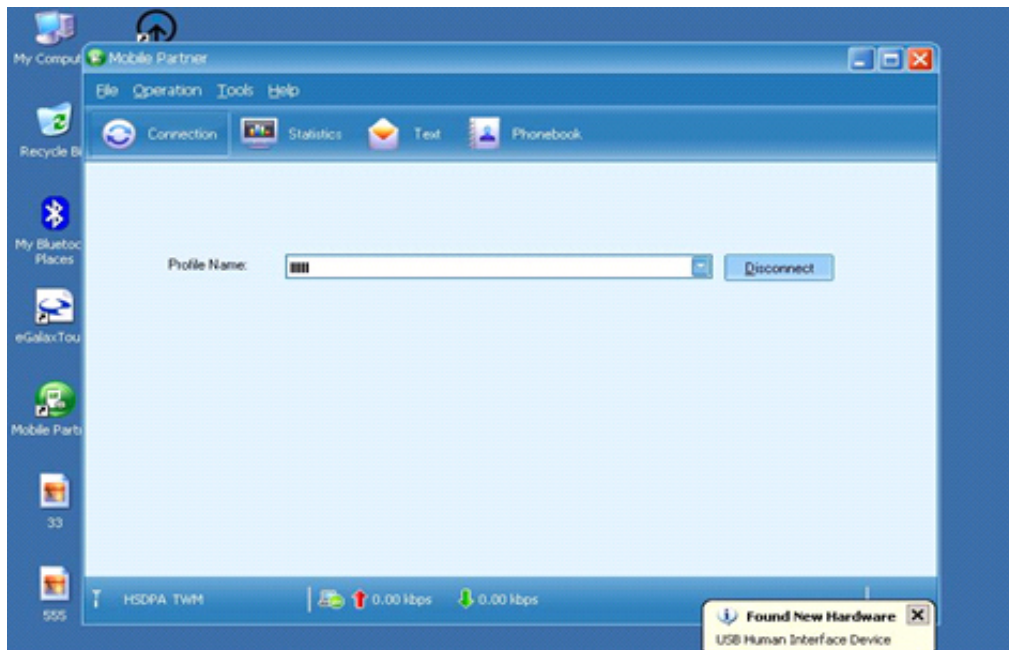 My Comput
Mobile Partner
File Operation Tools Help
Connection
Statistics
Text
Phonebook
Recycle Bi
My Bluetoc
Places
Profile Name:
Disconnect
eGalaxTou
Mobile Parti
33
555
HSDPA TWM
0.00 kbps
0.00 kbps
Found New Hardware
USB Human Interface Device